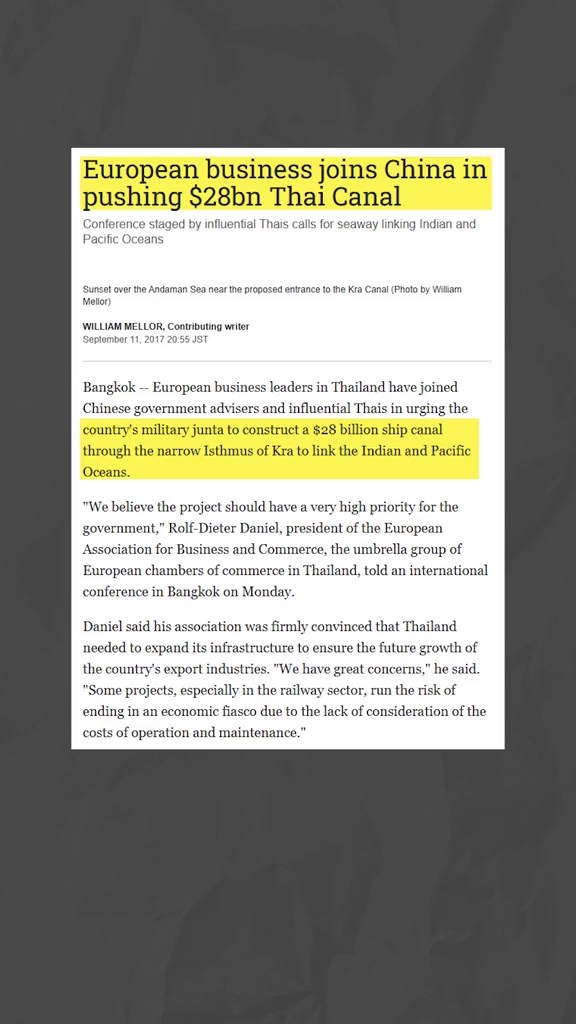 European business joins China in
pushing $28bn Thai Canal
Conference staged by influential Thais calls for seaway linking Indian and
Pacific Oceans
Sunset over the Andaman Sea near the proposed entrance to the Kra Canal (Photo by William
Mellor)
WILLIAM MELLOR, Contributing writer
September 11, 2017 20:55 JST
Bangkok -- European business leaders in Thailand have joined
Chinese government advisers and influential Thais in urging the
country's military junta to construct a $28 billion ship canal
through the narrow Isthmus of Kra to link the Indian and Pacific
Oceans.
"We believe the project should have a very high priority for the
government," Rolf-Dieter Daniel, president of the European
Association for Business and Commerce, the umbrella group of
European chambers of commerce in Thailand, told an international
conference in Bangkok on Monday.
Daniel said his association was firmly convinced that Thailand
needed to expand its infrastructure to ensure the future growth of
the country's export industries. "We have great concerns," he said.
"Some projects, especially in the railway sector, run the risk of
ending in an economic fiasco due to the lack of consideration of the
costs of operation and maintenance."